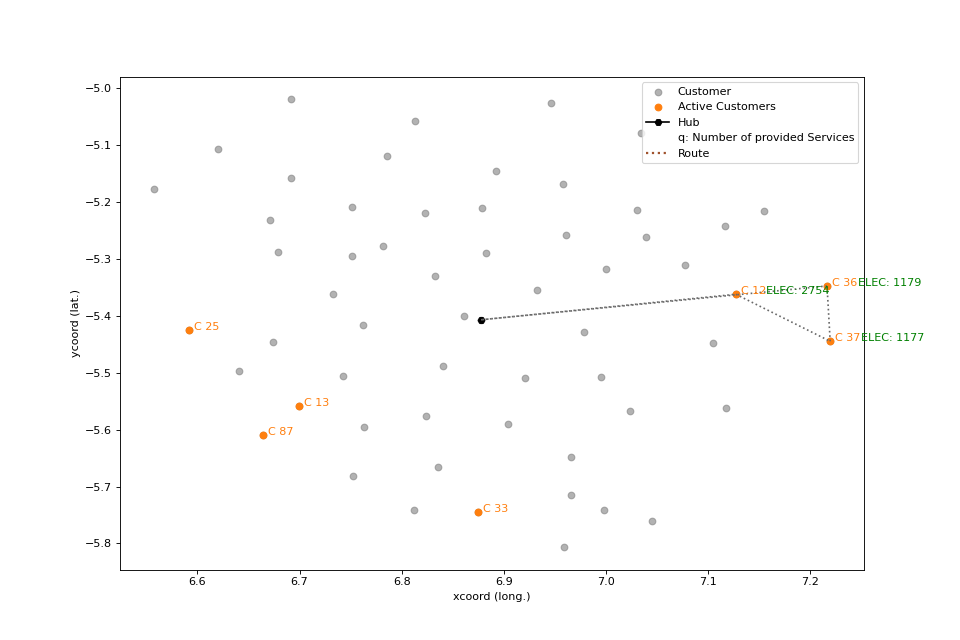 Customer
Active Customers
Hub
q: Number of provided Services
Route
−5.0
−5.1
−5.2
−5.3
−5.4
−5.5
−5.6
−5.7
−5.8
ycoord (lat.)
C 36 ELEC: 1179
C 12 ELEC: 2754
C 25
C 37 ELEC: 1177
C 13
C 87
C 33
6.6 6.7 6.8 6.9 7.0 7.1 7.2
xcoord (long.)